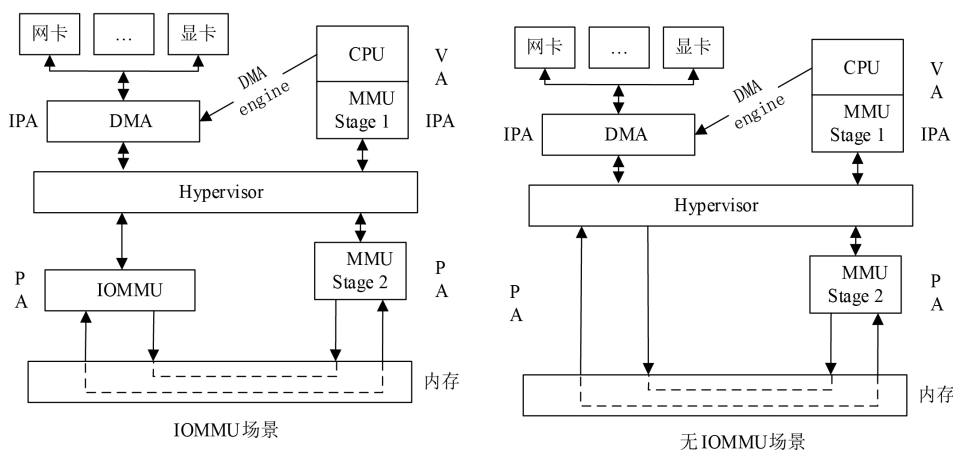 网卡
…
显卡
CPU
V
A
DMA
engine
IPA
DMA
MMU
Stage 1
IPA
Hypervisor
P
A
IOMMU
MMU
Stage 2
P
A
内存
IOMMU场景
网卡
…
显卡
CPU
V
A
DMA
engine
IPA
DMA
MMU
Stage 1
IPA
Hypervisor
P
A
MMU
Stage 2
P
A
内存
无IOMMU场景